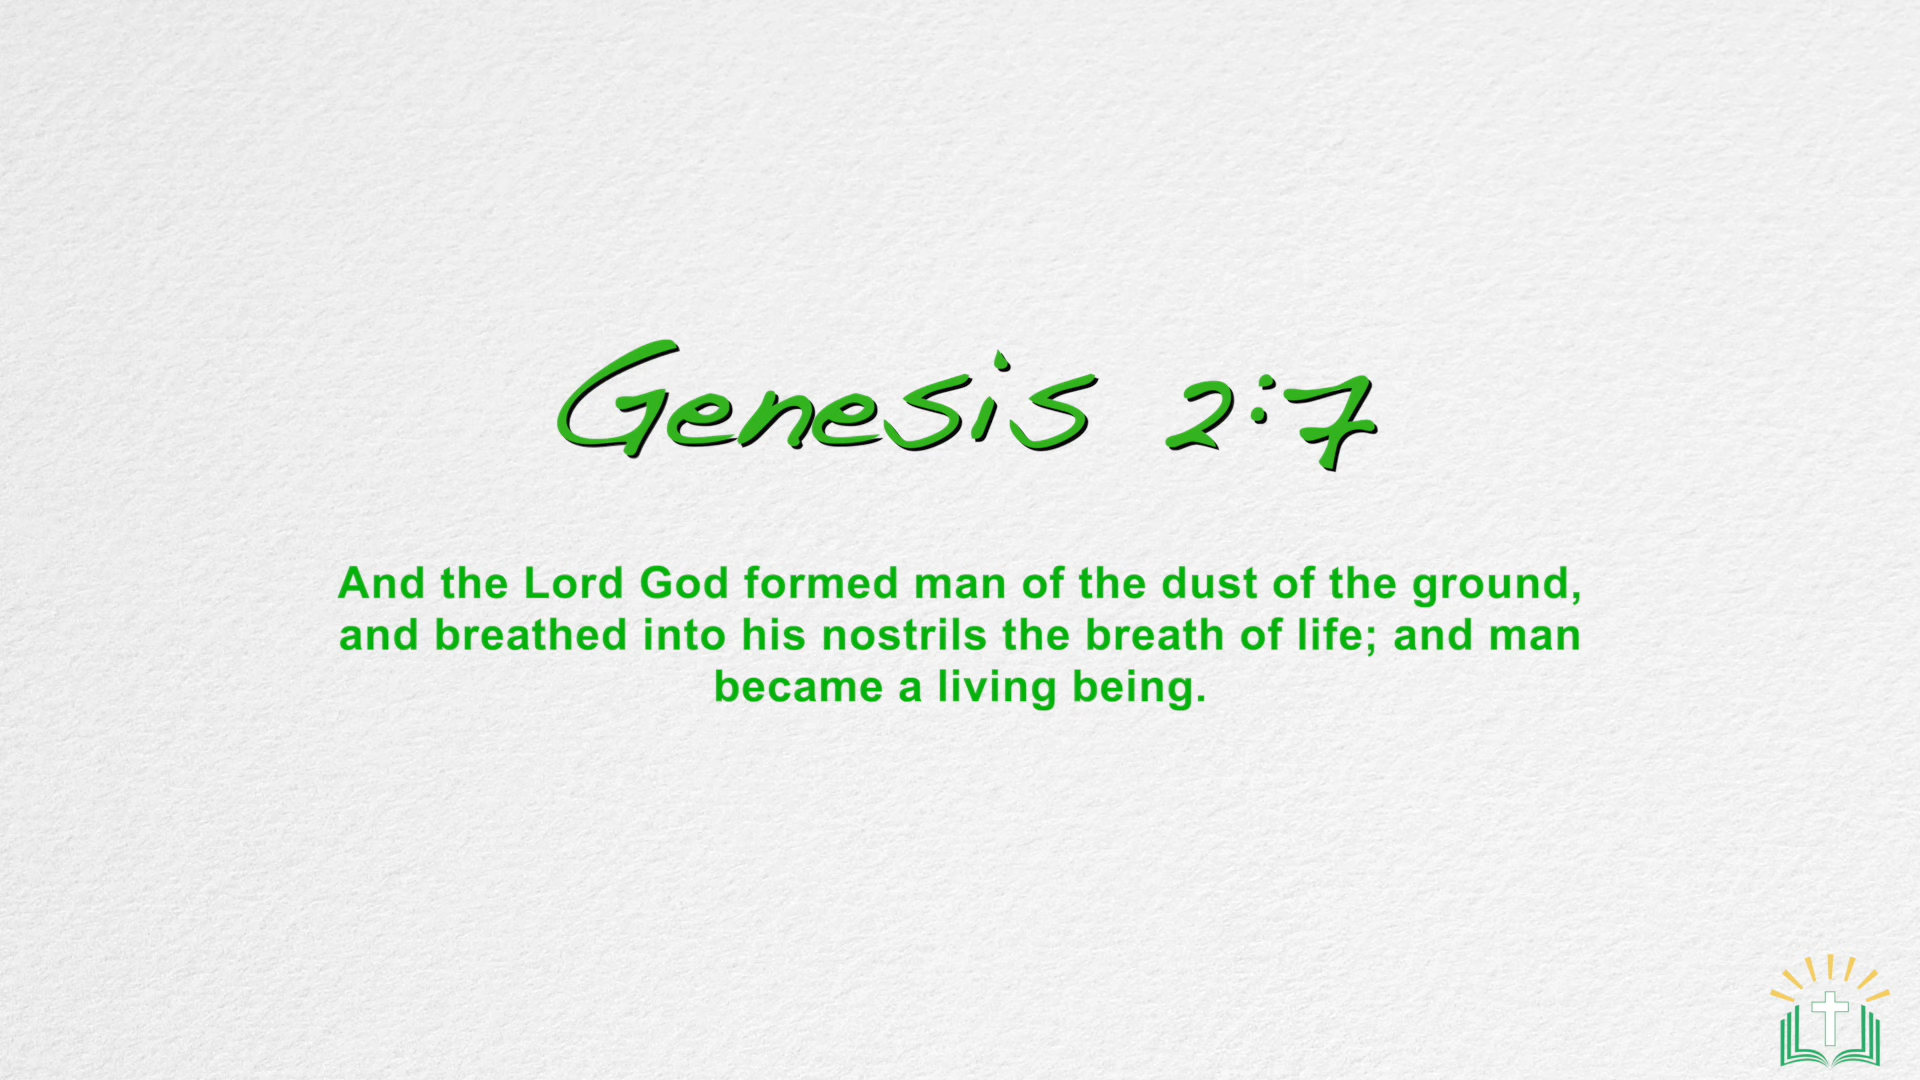 Genesis 2:7
And the Lord God formed man of the dust of the ground,
and breathed into his nostrils the breath of life; and man
became a living being.